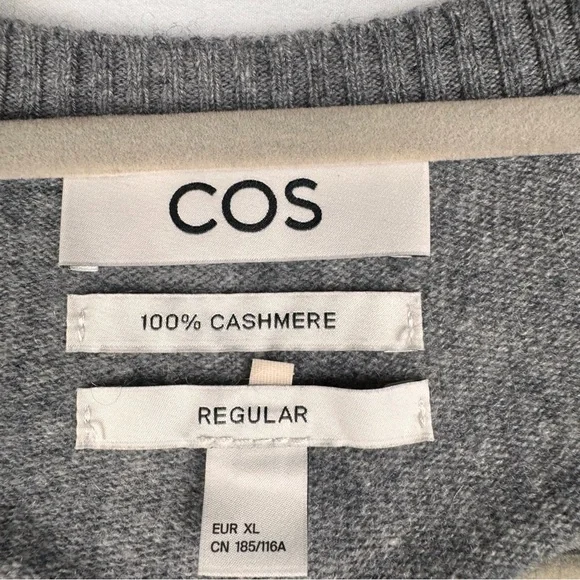 COS
100% CASHMERE
REGULAR
EUR XL
CN 185/116A